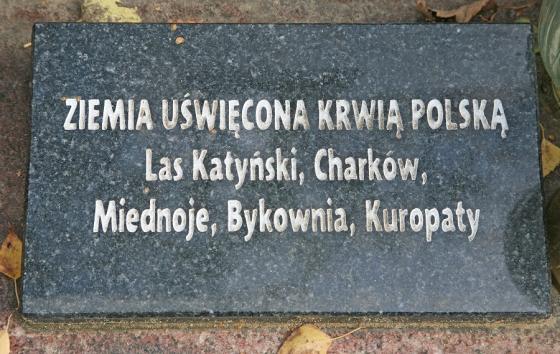 ZIEMIA UŚWIĘCONA KRWIĄ POLSKĄ
Las Katyński, Charków,
Miednoje, Bykownia, Kuropaty